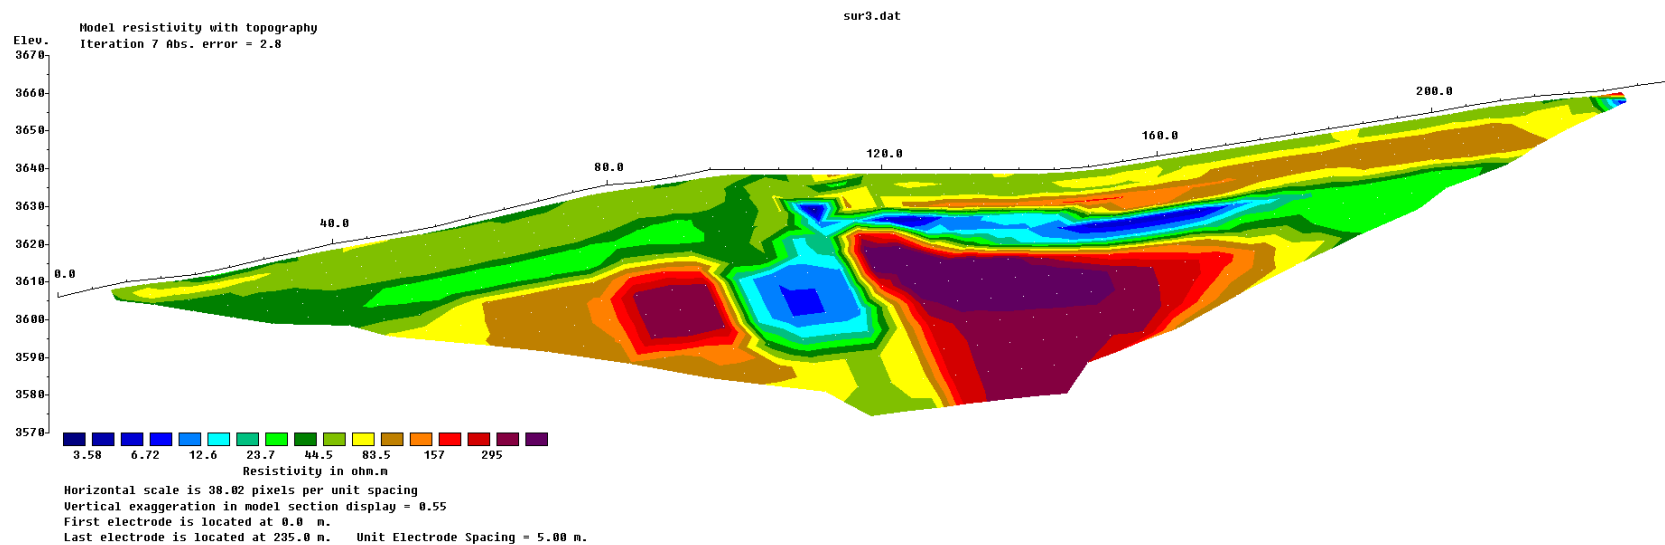 sur3.dat
Model resistivity with topography
Iteration 7 Abs. error = 2.8
Elev.
3670
3660
3650
3640
3630
3620
3610
3600
3590
3580
3570
0.0
40.0
80.0
120.0
160.0
200.0
3.58 6.72 12.6 23.7 44.5 83.5 157 295
Resistivity in ohm.m
Horizontal scale is 38.02 pixels per unit spacing
Vertical exaggeration in model section display = 0.55
First electrode is located at 0.0 m.
Last electrode is located at 235.0 m. Unit Electrode Spacing = 5.00 m.